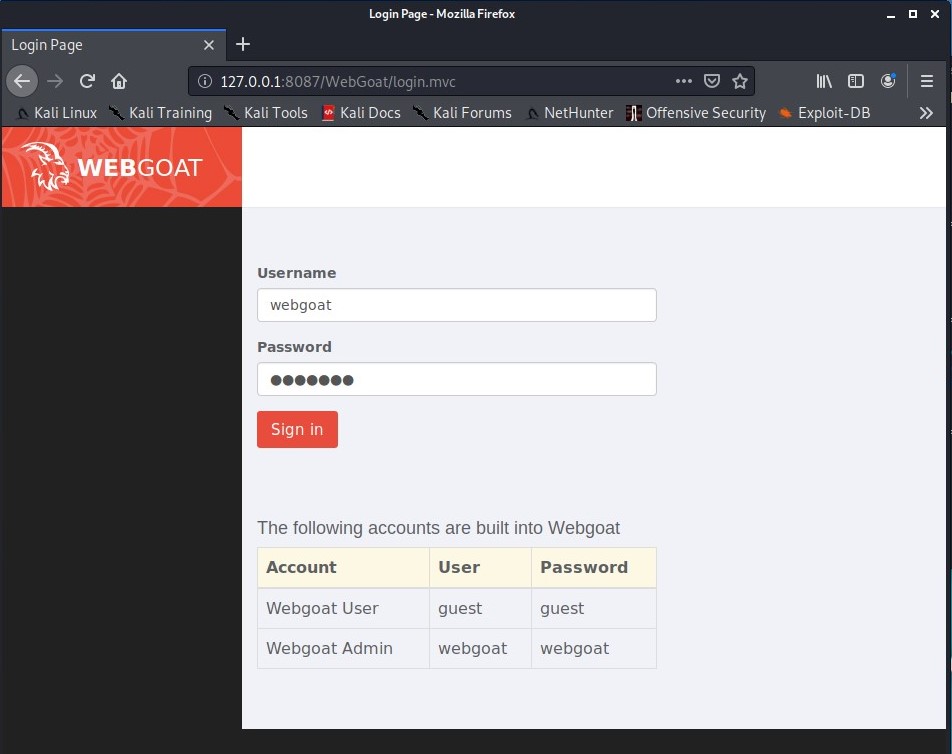 Login Page - Mozilla Firefox
Login Page
127.0.0.1:8087/WebGoat/login.mvc
Kali Linux Kali Training Kali Tools Kali Docs Kali Forums NetHunter Offensive Security Exploit-DB
WEBGOAT
Username
webgoat
Password
Sign in
The following accounts are built into Webgoat
Account User Password
Webgoat User guest guest
Webgoat Admin webgoat webgoat